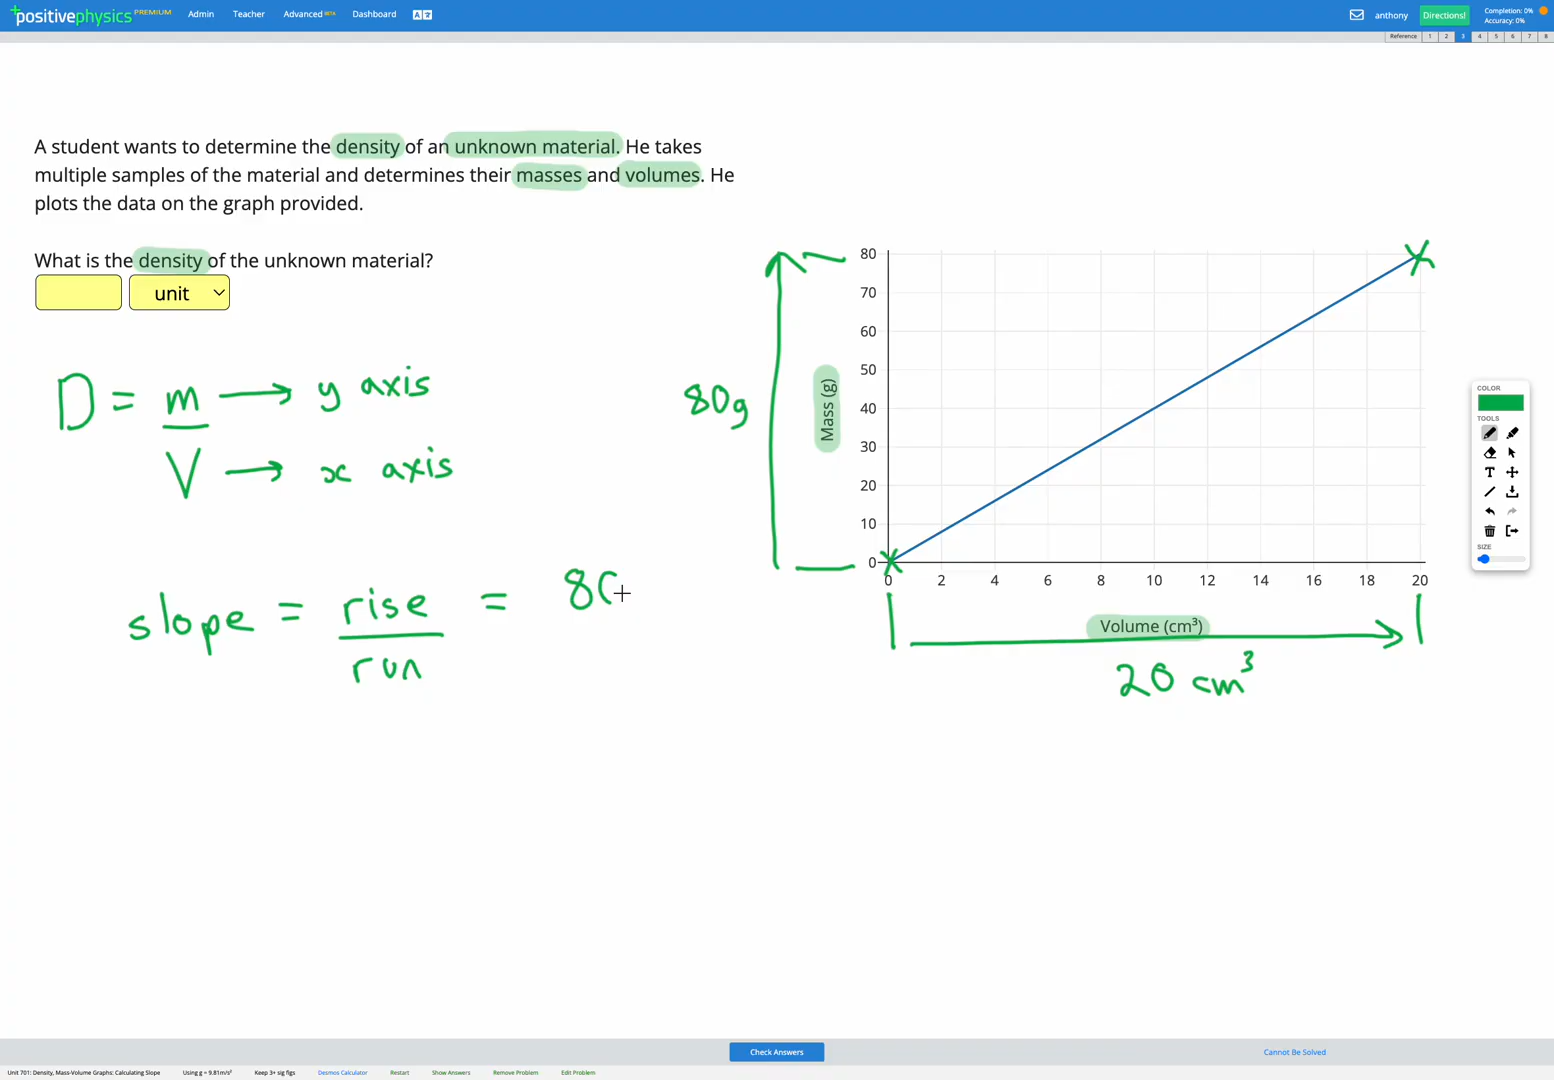 positivephysics PREMIUM Admin Teacher Advanced BETA Dashboard anthony Directions! Completion: 0%
Accuracy: 0%
Reference 1 2 3 4 5 6 7 8
A student wants to determine the density of an unknown material. He takes
multiple samples of the material and determines their masses and volumes. He
plots the data on the graph provided.
What is the density of the unknown material?
unit
D = m → y axis
V → x axis
slope = rise = 80
run
80g
Mass (g)
80
70
60
50
40
30
20
10
0
0 2 4 6 8 10 12 14 16 18 20
Volume (cm³)
20 cm³
COLOR
TOOLS
T
SIZE
Check Answers
Cannot Be Solved
Unit 701: Density, Mass-Volume Graphs: Calculating Slope Using g = 9.81m/s² Keep 3+ sig figs Desmos Calculator Restart Show Answers Remove Problem Edit Problem